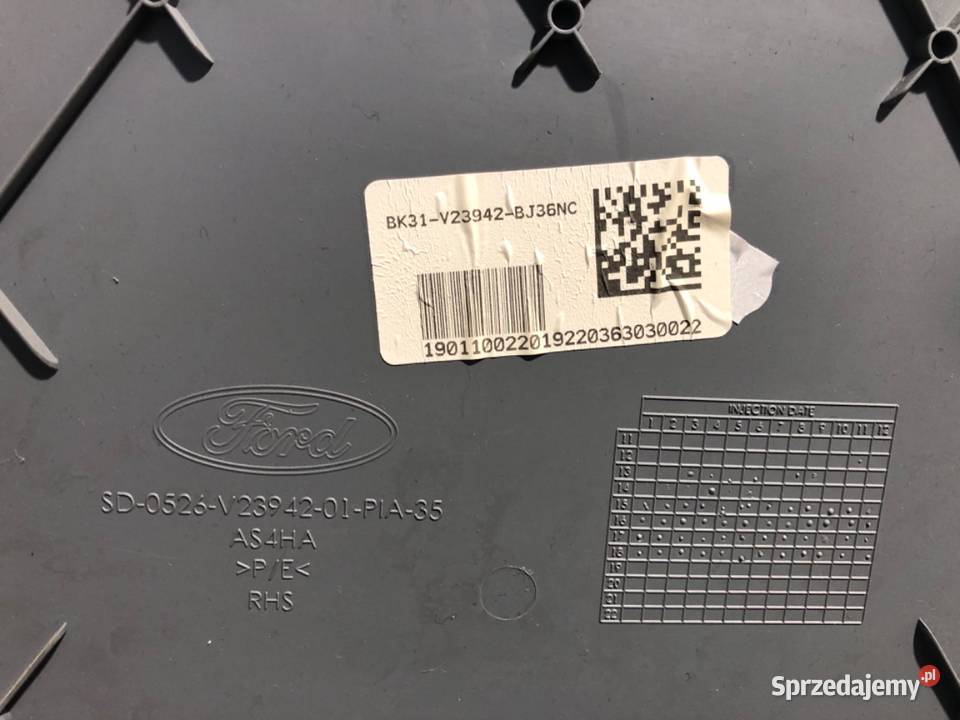 BK31-V23942-BJ36NC
1901100220192203630300​22
Ford
SD-0526-V23942-01-PIA-35
AS4HA
>P/E<
RHS
INJECTION DATE
1 2 3 4 5 6 7 8 9 10 11 12
11
12
13
14
15
16
17
18
19
20
21
22
Sprzedajemy.pl